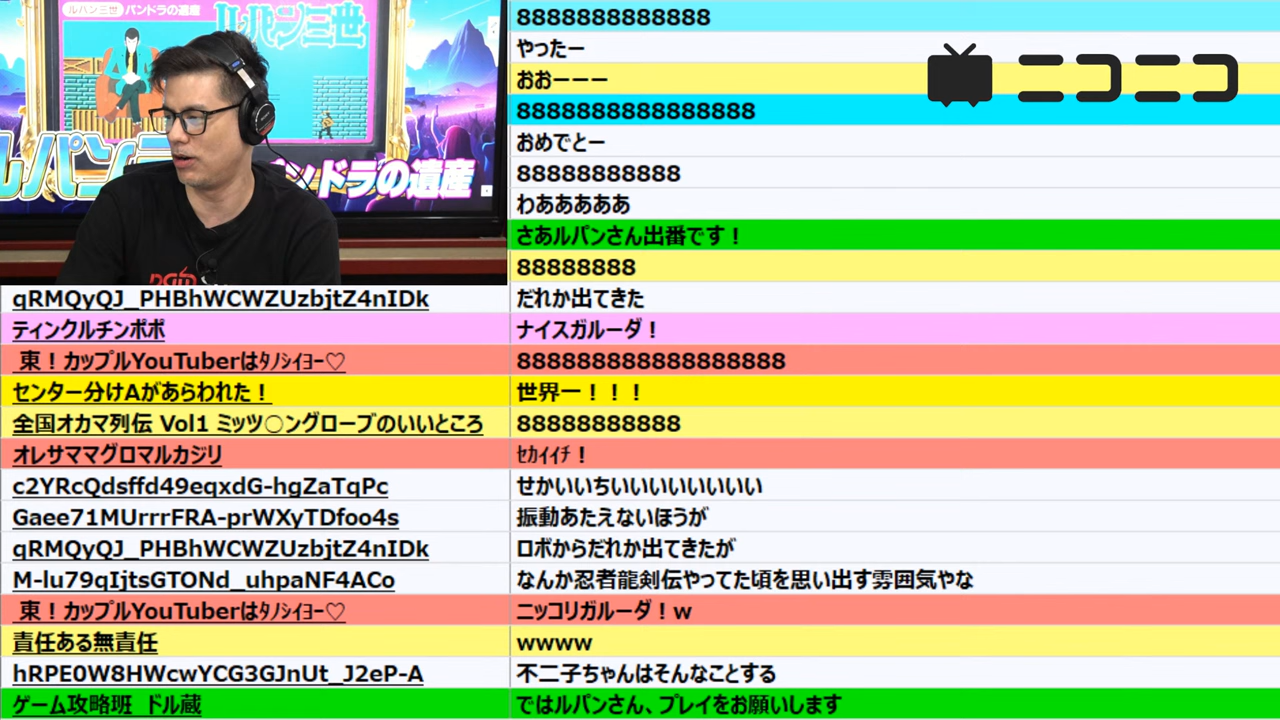 ルパン三世 パンドラの遺産
ルパン三世
ンドラの遺産
ニコニコ
8888888888888
やったー
おおーーー
8888888888888888
おめでとー
88888888888
わあああああ
さあルパンさん出番です！
88888888
qRMQyQJ_PHBhWCWZUzbjtZ4nIDk だれか出てきた
ティンクルチンポポ ナイスガルーダ！
東！カップルYouTuberはﾀﾉｼｲﾖｰ♡ 888888888888888888
センター分けAがあらわれた！ 世界一！！！
全国オカマ列伝 Vol1 ミッツ○ングローブのいいところ 88888888888
オレサママグロマルカジリ ｾｶｲｲﾁ！
c2YRcQdsffd49eqxdG-hgZaTqPc せかいいちいいいいいいいい
Gaee71MUrrrFRA-prWXyTDfoo4s 振動あたえないほうが
qRMQyQJ_PHBhWCWZUzbjtZ4nIDk ロボからだれか出てきたが
M-lu79qIjtsGTONd_uhpaNF4ACo なんか忍者龍剣伝やってた頃を思い出す雰囲気やな
東！カップルYouTuberはﾀﾉｼｲﾖｰ♡ ニッコリガルーダ！w
責任ある無責任 wwww
hRPE0W8HWcwYCG3GJnUt_J2eP-A 不二子ちゃんはそんなことする
ゲーム攻略班　ドル蔵 ではルパンさん、プレイをお願いします